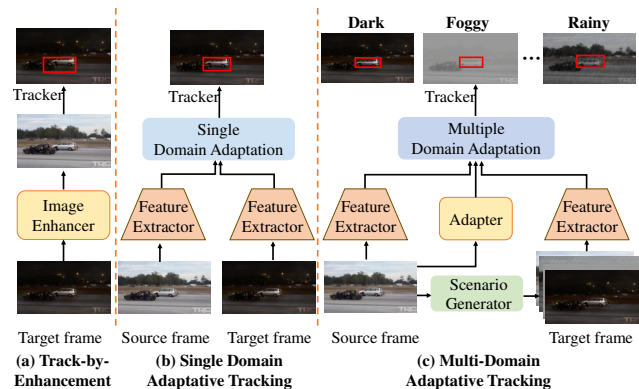 Dark
Foggy
Rainy
...
Tracker
Tracker
Tracker
Single
Domain Adaptation
Multiple
Domain Adaptation
Image
Enhancer
Feature
Extractor
Feature
Extractor
Feature
Extractor
Adapter
Feature
Extractor
Scenario
Generator
Target frame
Source frame
Target frame
Source frame
Target frame
(a) Track-by-
Enhancement
(b) Single Domain
Adaptative Tracking
(c) Multi-Domain
Adaptative Tracking